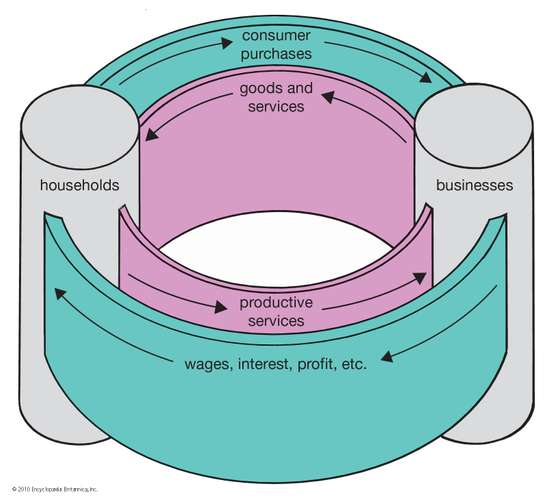 consumer
purchases
goods and
services
households
businesses
productive
services
wages, interest, profit, etc.
© 2010 Encyclopædia Britannica, Inc.